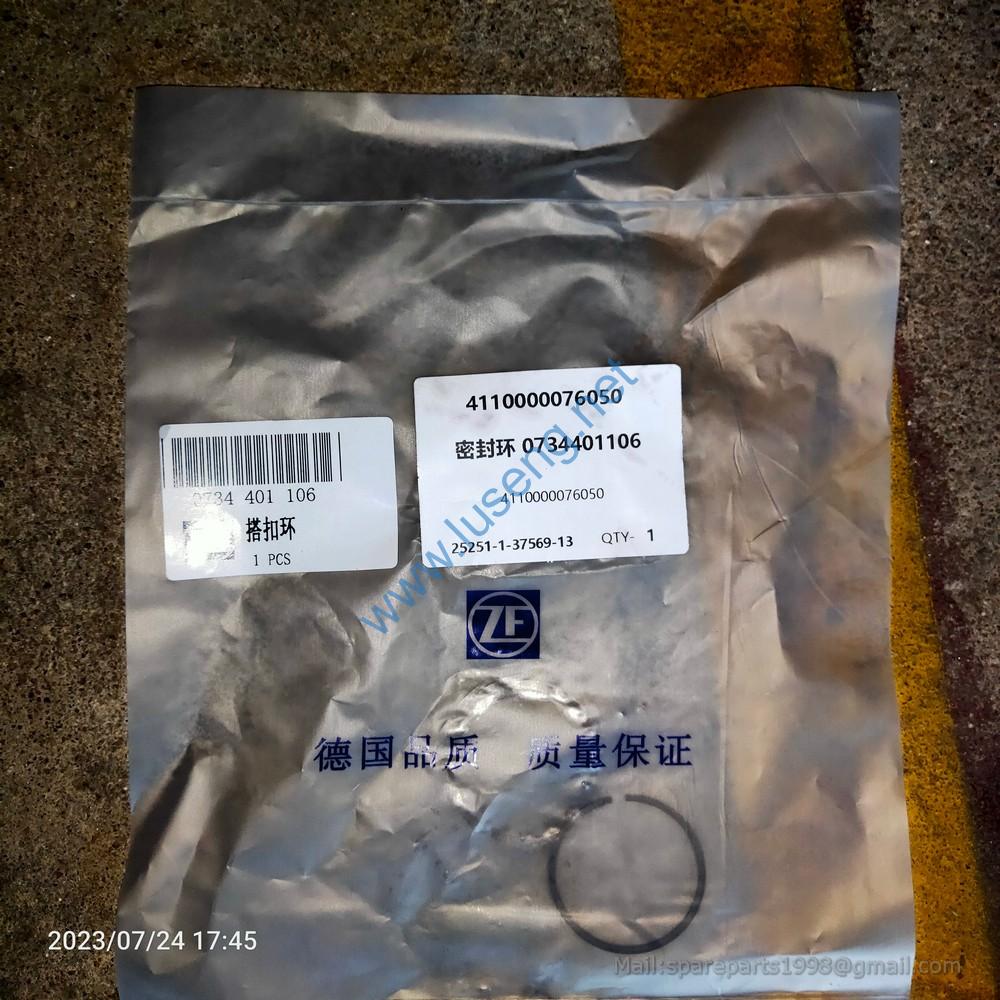 4110000076050
密封环 0734401106
4110000076050
25251-1-37569-13 QTY- 1
0734 401 106
搭扣环
1 PCS
www.luseng.net
ZF
德国品质 质量保证
2023/07/24 17:45
Mail:spareparts1998@gmail.com